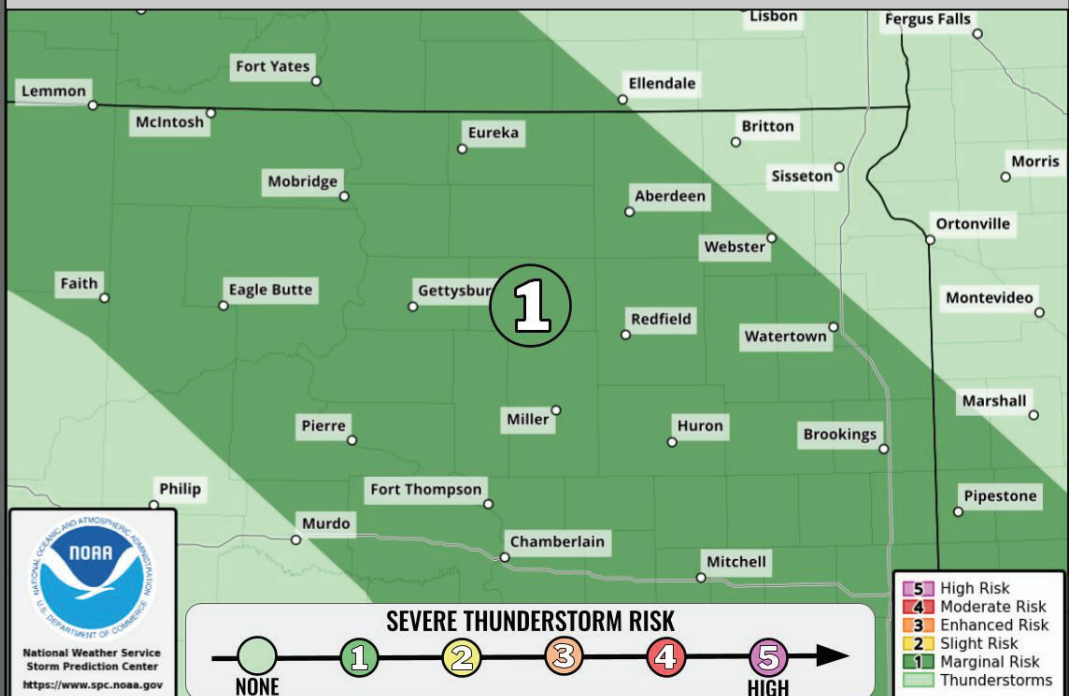 Lisbon
Fergus Falls
Fort Yates
Ellendale
Lemmon
McIntosh
Eureka
Britton
Morris
Sisseton
Mobridge
Aberdeen
Ortonville
Webster
Faith
Eagle Butte
Gettysbur
1
Montevideo
Redfield
Watertown
Marshall
Miller
Pierre
Huron
Brookings
Philip
Fort Thompson
Pipestone
Murdo
Chamberlain
Mitchell
NATIONAL OCEANIC AND ATMOSPHERIC ADMINISTRATION
NOAA
U.S. DEPARTMENT OF COMMERCE
National Weather Service
Storm Prediction Center
https://www.spc.noaa.gov
SEVERE THUNDERSTORM RISK
1 2 3 4 5
NONE HIGH
5 High Risk
4 Moderate Risk
3 Enhanced Risk
2 Slight Risk
1 Marginal Risk
Thunderstorms